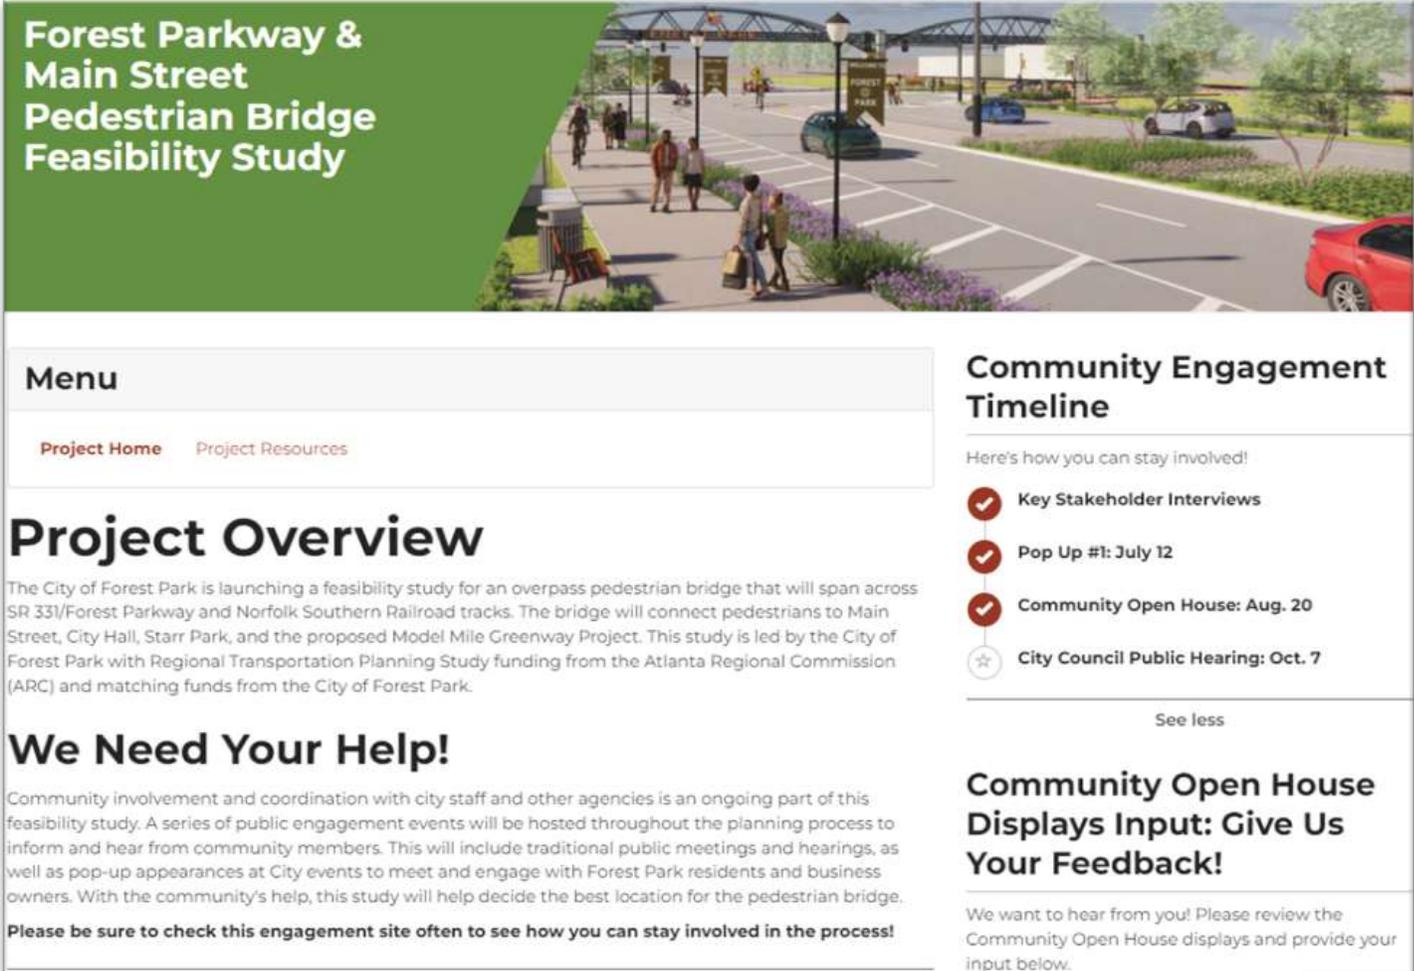 Forest Parkway &
Main Street
Pedestrian Bridge
Feasibility Study
FOREST
PARK
Menu
Project Home
Project Resources
Project Overview
The City of Forest Park is launching a feasibility study for an overpass pedestrian bridge that will span across
SR 331/Forest Parkway and Norfolk Southern Railroad tracks. The bridge will connect pedestrians to Main
Street, City Hall, Starr Park, and the proposed Model Mile Greenway Project. This study is led by the City of
Forest Park with Regional Transportation Planning Study funding from the Atlanta Regional Commission
(ARC) and matching funds from the City of Forest Park.
We Need Your Help!
Community involvement and coordination with city staff and other agencies is an ongoing part of this
feasibility study. A series of public engagement events will be hosted throughout the planning process to
inform and hear from community members. This will include traditional public meetings and hearings, as
well as pop-up appearances at City events to meet and engage with Forest Park residents and business
owners. With the community's help, this study will help decide the best location for the pedestrian bridge.
Please be sure to check this engagement site often to see how you can stay involved in the process!
Community Engagement
Timeline
Here's how you can stay involved!
Key Stakeholder Interviews
Pop Up #1: July 12
Community Open House: Aug. 20
City Council Public Hearing: Oct. 7
See less
Community Open House
Displays Input: Give Us
Your Feedback!
We want to hear from you! Please review the
Community Open House displays and provide your
input below.